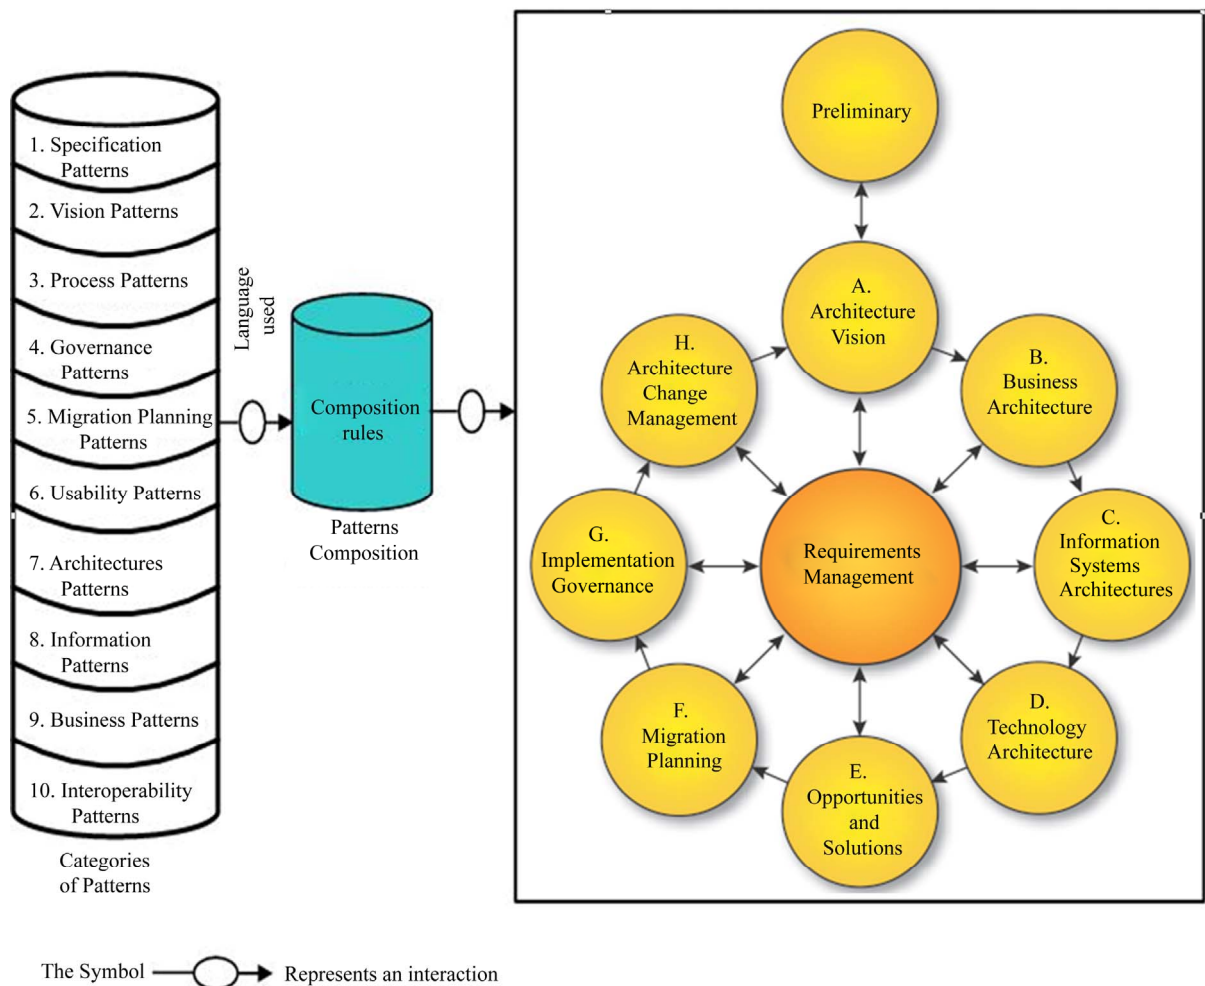 1. Specification
Patterns
2. Vision Patterns
3. Process Patterns
4. Governance
Patterns
5. Migration Planning
Patterns
6. Usability Patterns
7. Architectures
Patterns
8. Information
Patterns
9. Business Patterns
10. Interoperability
Patterns
Categories
of Patterns
Language
used
Composition
rules
Patterns
Composition
Preliminary
A.
Architecture
Vision
B.
Business
Architecture
C.
Information
Systems
Architectures
D.
Technology
Architecture
E.
Opportunities
and
Solutions
F.
Migration
Planning
G.
Implementation
Governance
H.
Architecture
Change
Management
Requirements
Management
The Symbol
Represents an interaction